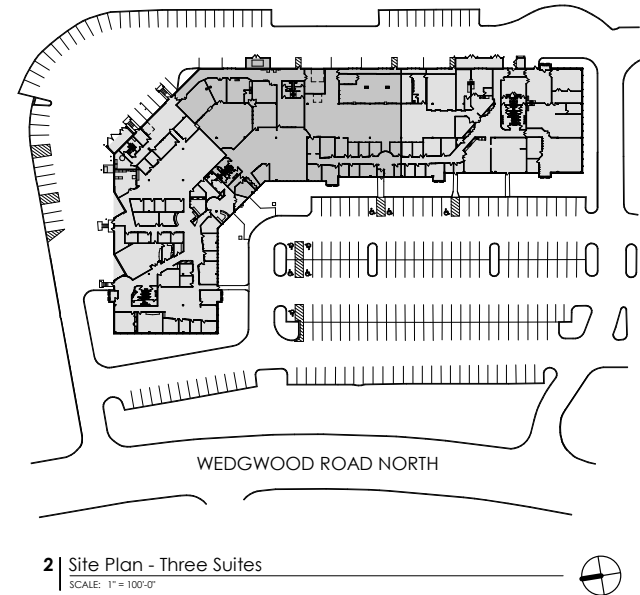 WEDGWOOD ROAD NORTH
2 Site Plan - Three Suites
SCALE: 1" = 100'-0"